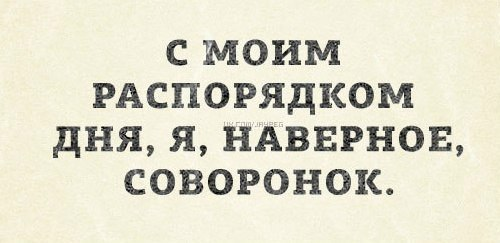 С МОИМ
РАСПОРЯДКОМ
ДНЯ, Я, НАВЕРНОЕ,
СОВОРОНОК.